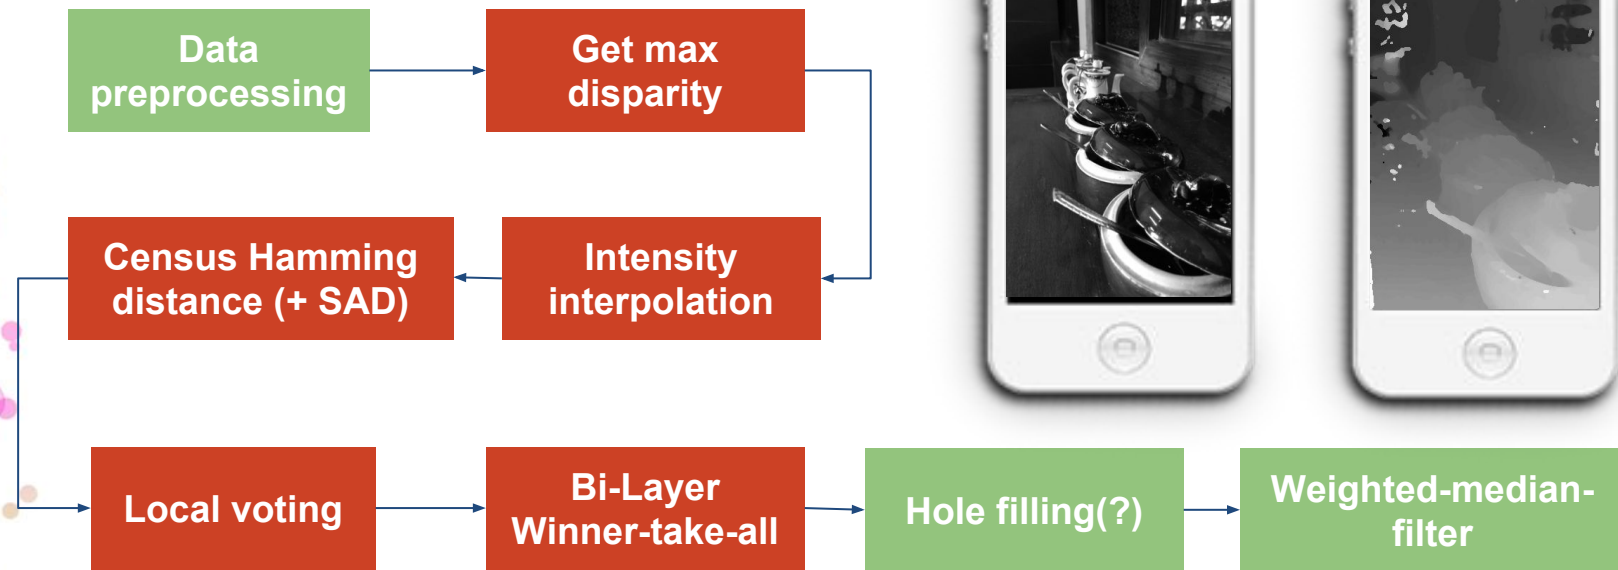 Data
preprocessing
Get max
disparity
Census Hamming
distance (+ SAD)
Intensity
interpolation
Local voting
Bi-Layer
Winner-take-all
Hole filling(?)
Weighted-median-
filter